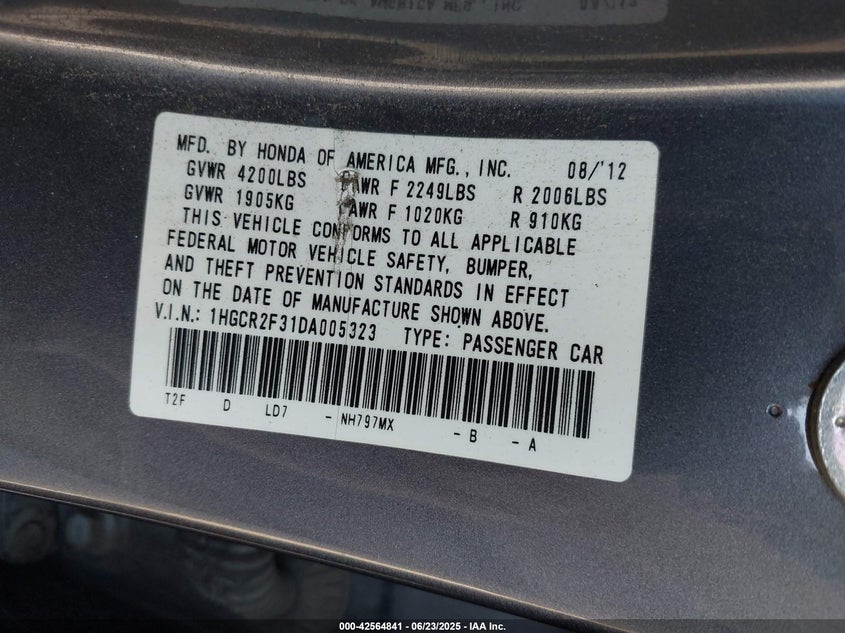 MFD. BY HONDA OF AMERICA MFG., INC. 08/'12
GVWR 4200LBS GAWR F 2249LBS R 2006LBS
GVWR 1905KG GAWR F 1020KG R 910KG
THIS VEHICLE CONFORMS TO ALL APPLICABLE
FEDERAL MOTOR VEHICLE SAFETY, BUMPER,
AND THEFT PREVENTION STANDARDS IN EFFECT
ON THE DATE OF MANUFACTURE SHOWN ABOVE.
V.I.N.: 1HGCR2F31DA005323 TYPE: PASSENGER CAR
T2F D LD7 - NH797MX - B - A
000-42564841 | 06/23/2025 - IAA Inc.